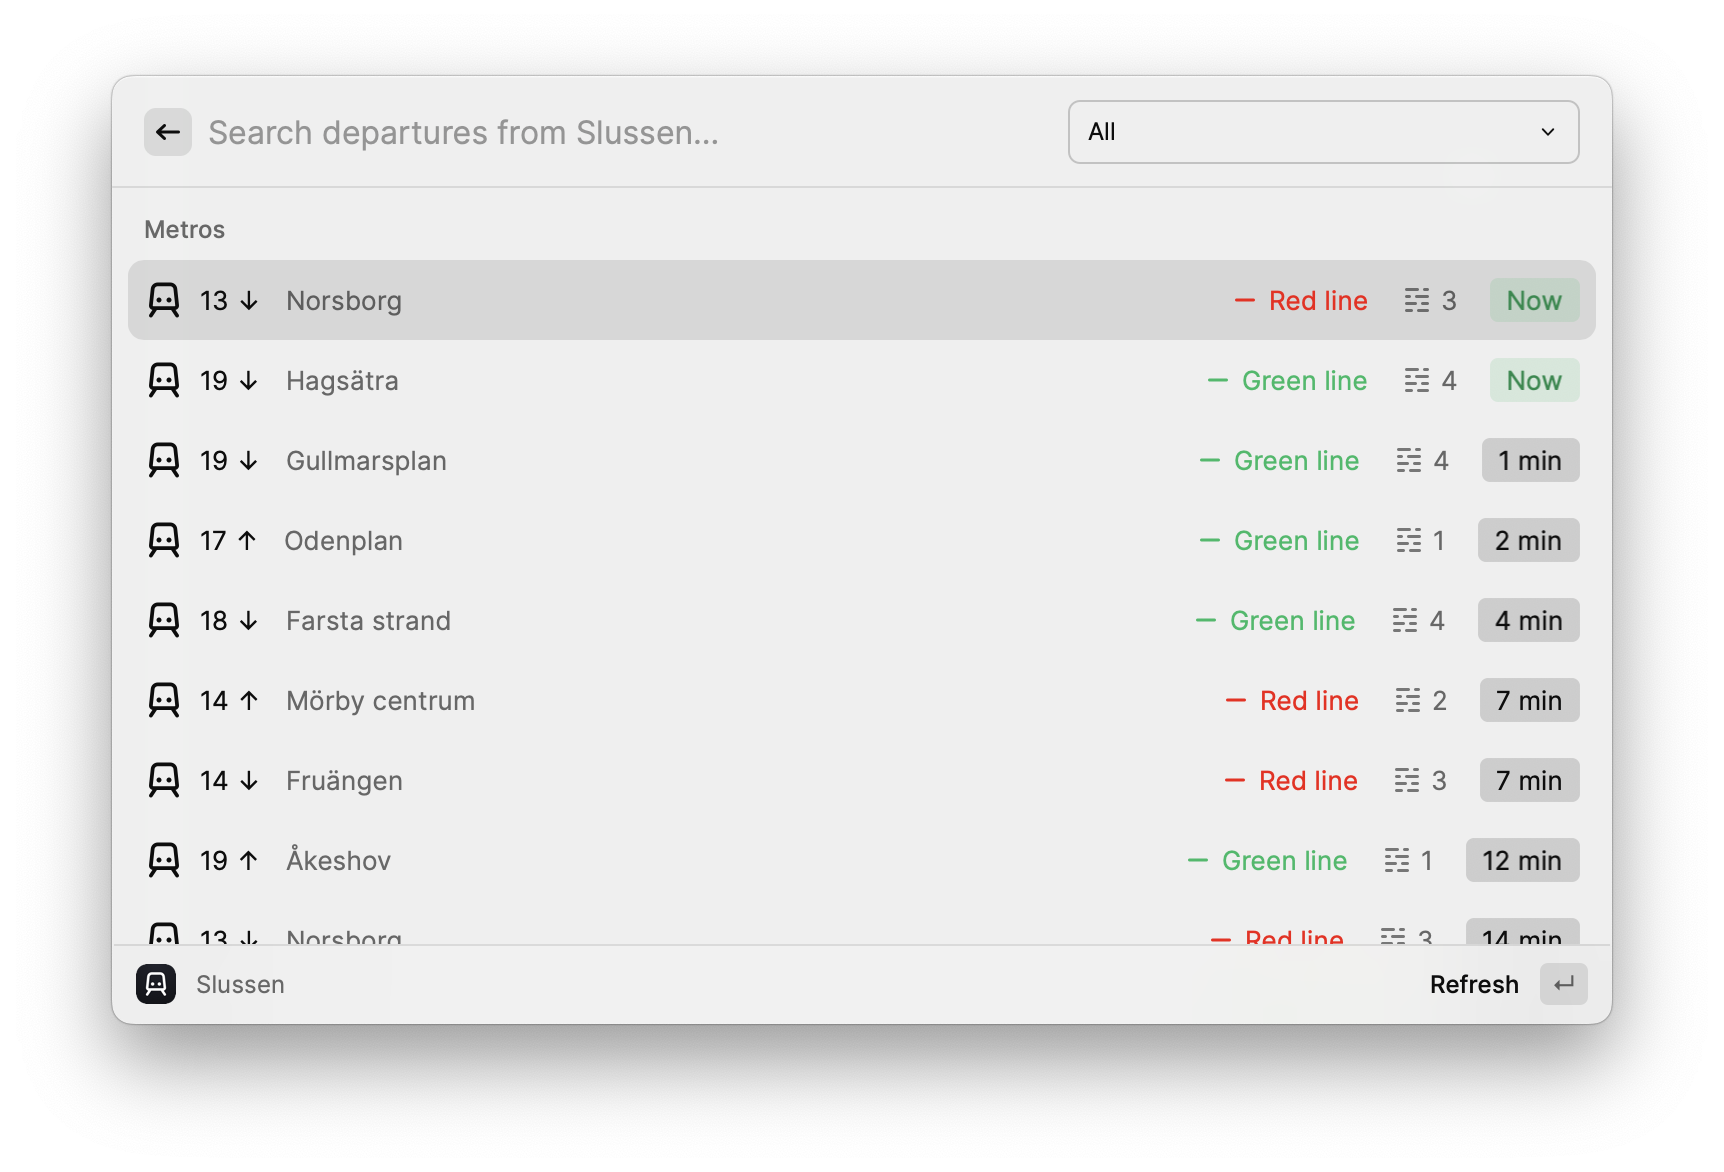 Search departures from Slussen...
All
Metros
13 ↓ Norsborg — Red line 3 Now
19 ↓ Hagsätra — Green line 4 Now
19 ↓ Gullmarsplan — Green line 4 1 min
17 ↑ Odenplan — Green line 1 2 min
18 ↓ Farsta strand — Green line 4 4 min
14 ↑ Mörby centrum — Red line 2 7 min
14 ↓ Fruängen — Red line 3 7 min
19 ↑ Åkeshov — Green line 1 12 min
13 ↓ Norsborg — Red line 3 14 min
Slussen
Refresh